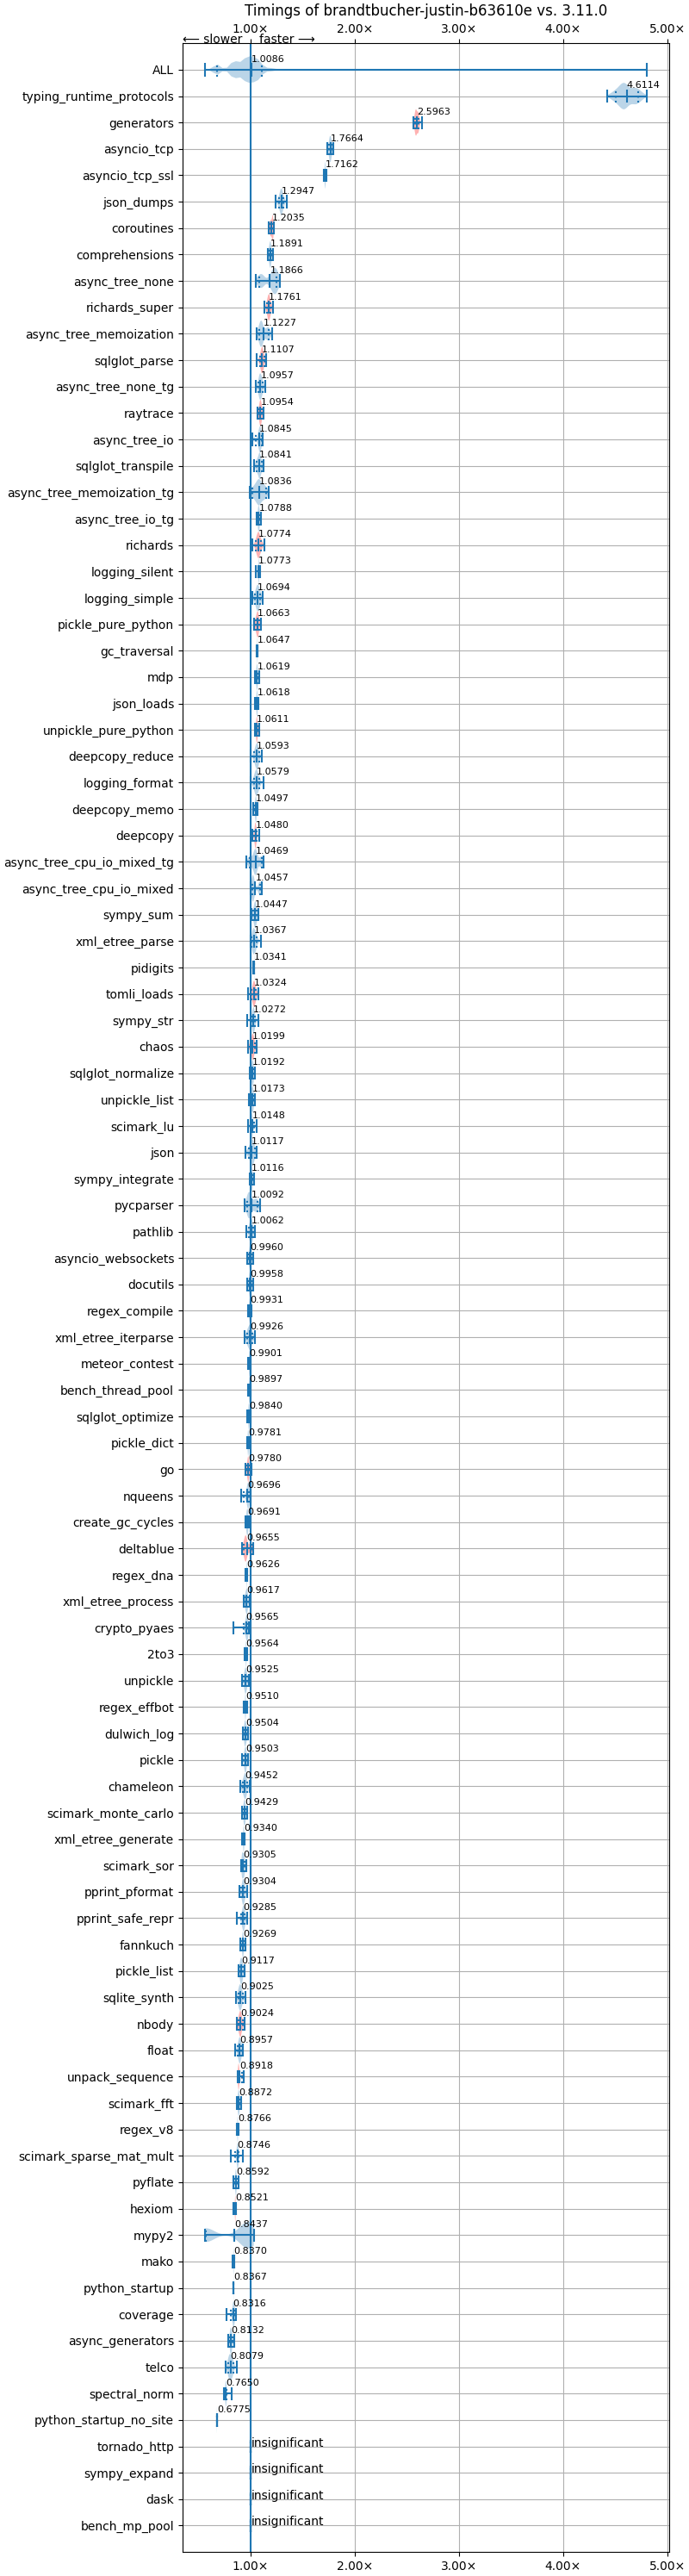 Timings of brandtbucher-justin-b63610e vs. 3.11.0
1.00× 2.00× 3.00× 4.00× 5.00×
⟵ slower faster ⟶
ALL 1.0086
typing_runtime_protocols 4.6114
generators 2.5963
asyncio_tcp 1.7664
asyncio_tcp_ssl 1.7162
json_dumps 1.2947
coroutines 1.2035
comprehensions 1.1891
async_tree_none 1.1866
richards_super 1.1761
async_tree_memoization 1.1227
sqlglot_parse 1.1107
async_tree_none_tg 1.0957
raytrace 1.0954
async_tree_io 1.0845
sqlglot_transpile 1.0841
async_tree_memoization_tg 1.0836
async_tree_io_tg 1.0788
richards 1.0774
logging_silent 1.0773
logging_simple 1.0694
pickle_pure_python 1.0663
gc_traversal 1.0647
mdp 1.0619
json_loads 1.0618
unpickle_pure_python 1.0611
deepcopy_reduce 1.0593
logging_format 1.0579
deepcopy_memo 1.0497
deepcopy 1.0480
async_tree_cpu_io_mixed_tg 1.0469
async_tree_cpu_io_mixed 1.0457
sympy_sum 1.0447
xml_etree_parse 1.0367
pidigits 1.0341
tomli_loads 1.0324
sympy_str 1.0272
chaos 1.0199
sqlglot_normalize 1.0192
unpickle_list 1.0173
scimark_lu 1.0148
json 1.0117
sympy_integrate 1.0116
pycparser 1.0092
pathlib 1.0062
asyncio_websockets 0.9960
docutils 0.9958
regex_compile 0.9931
xml_etree_iterparse 0.9926
meteor_contest 0.9901
bench_thread_pool 0.9897
sqlglot_optimize 0.9840
pickle_dict 0.9781
go 0.9780
nqueens 0.9696
create_gc_cycles 0.9691
deltablue 0.9655
regex_dna 0.9626
xml_etree_process 0.9617
crypto_pyaes 0.9565
2to3 0.9564
unpickle 0.9525
regex_effbot 0.9510
dulwich_log 0.9504
pickle 0.9503
chameleon 0.9452
scimark_monte_carlo 0.9429
xml_etree_generate 0.9340
scimark_sor 0.9305
pprint_pformat 0.9304
pprint_safe_repr 0.9285
fannkuch 0.9269
pickle_list 0.9117
sqlite_synth 0.9025
nbody 0.9024
float 0.8957
unpack_sequence 0.8918
scimark_fft 0.8872
regex_v8 0.8766
scimark_sparse_mat_mult 0.8746
pyflate 0.8592
hexiom 0.8521
mypy2 0.8437
mako 0.8370
python_startup 0.8367
coverage 0.8316
async_generators 0.8132
telco 0.8079
spectral_norm 0.7650
python_startup_no_site 0.6775
tornado_http insignificant
sympy_expand insignificant
dask insignificant
bench_mp_pool insignificant
1.00× 2.00× 3.00× 4.00× 5.00×